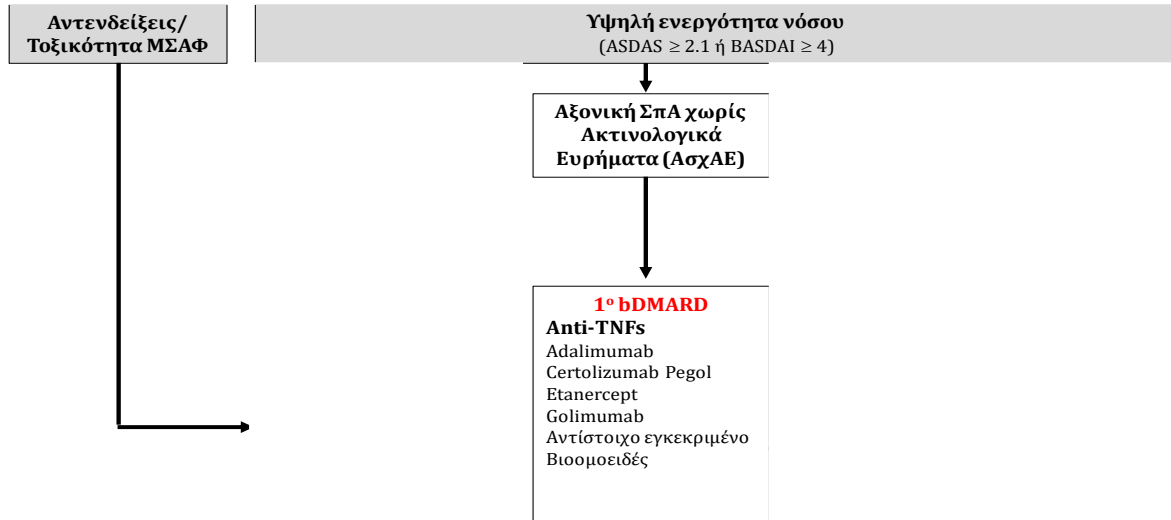 Αντενδείξεις/
Τοξικότητα ΜΣΑΦ
Υψηλή ενεργότητα νόσου
(ASDAS ≥ 2.1 ή BASDAI ≥ 4)
Αξονική ΣπΑ χωρίς
Ακτινολογικά
Ευρήματα (ΑσχΑΕ)
1ο bDMARD
Anti-TNFs
Adalimumab
Certolizumab Pegol
Etanercept
Golimumab
Αντίστοιχο εγκεκριμένο
Βιοομοειδές